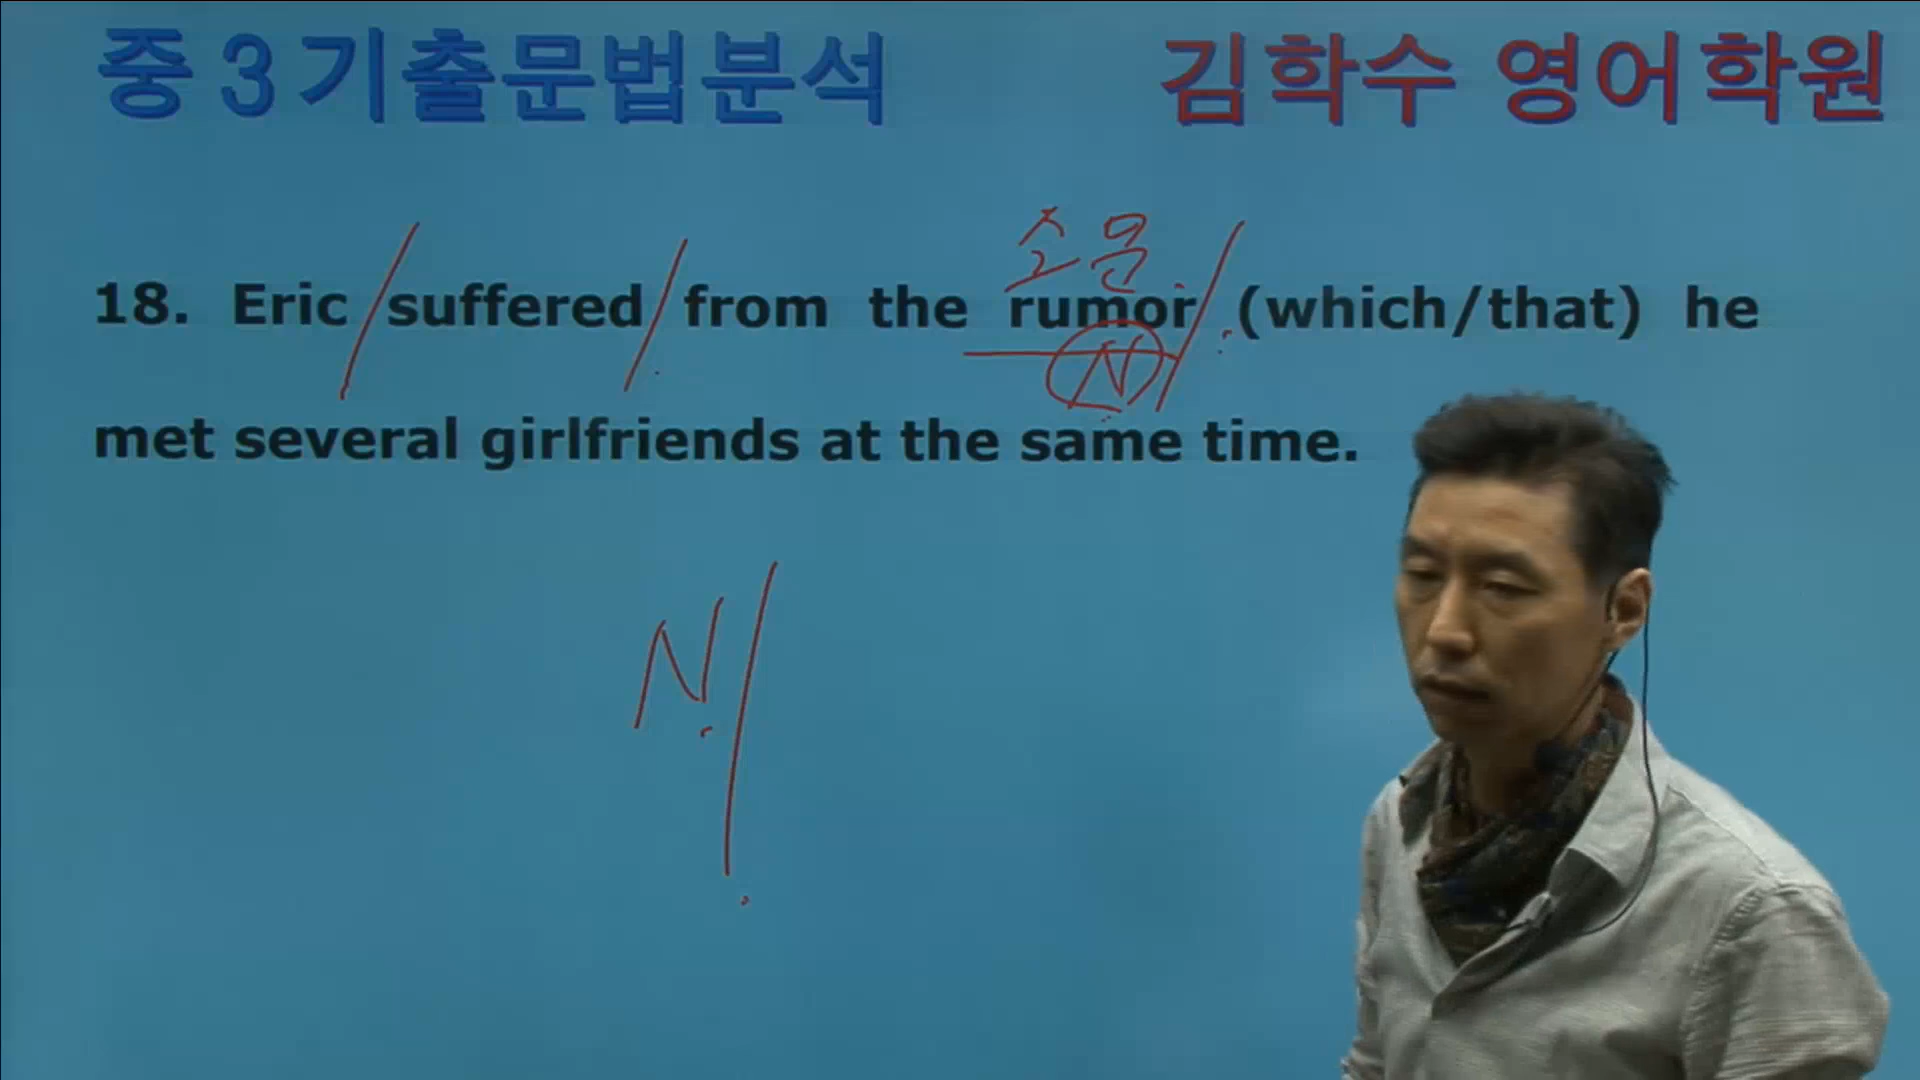 중3기출문법분석 김학수 영어학원
소문
18. Eric suffered from the rumor (which/that) he
N
met several girlfriends at the same time.
N